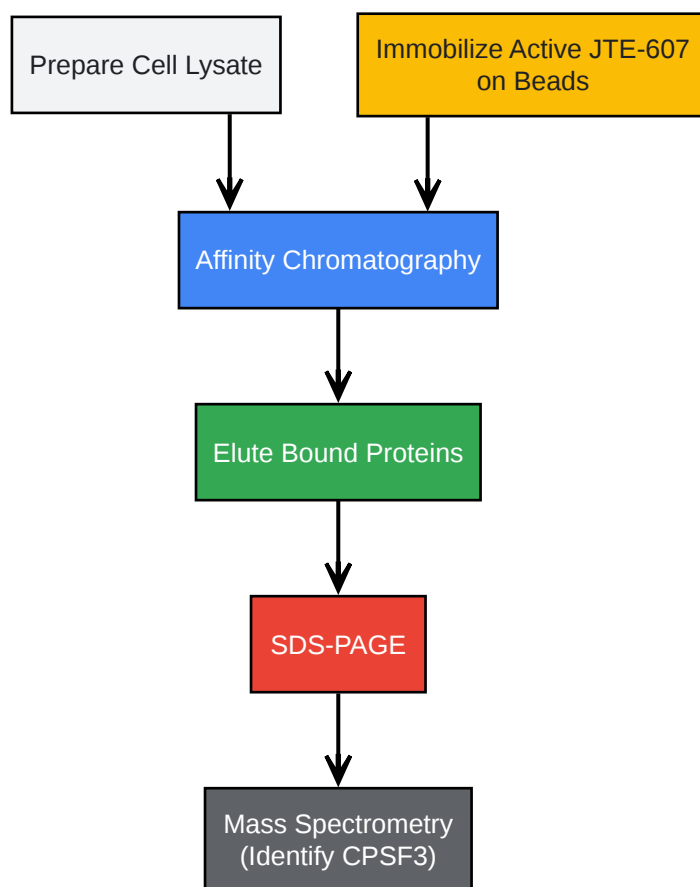 Prepare Cell Lysate
Immobilize Active JTE-607
on Beads
Affinity Chromatography
Elute Bound Proteins
SDS-PAGE
Mass Spectrometry
(Identify CPSF3)